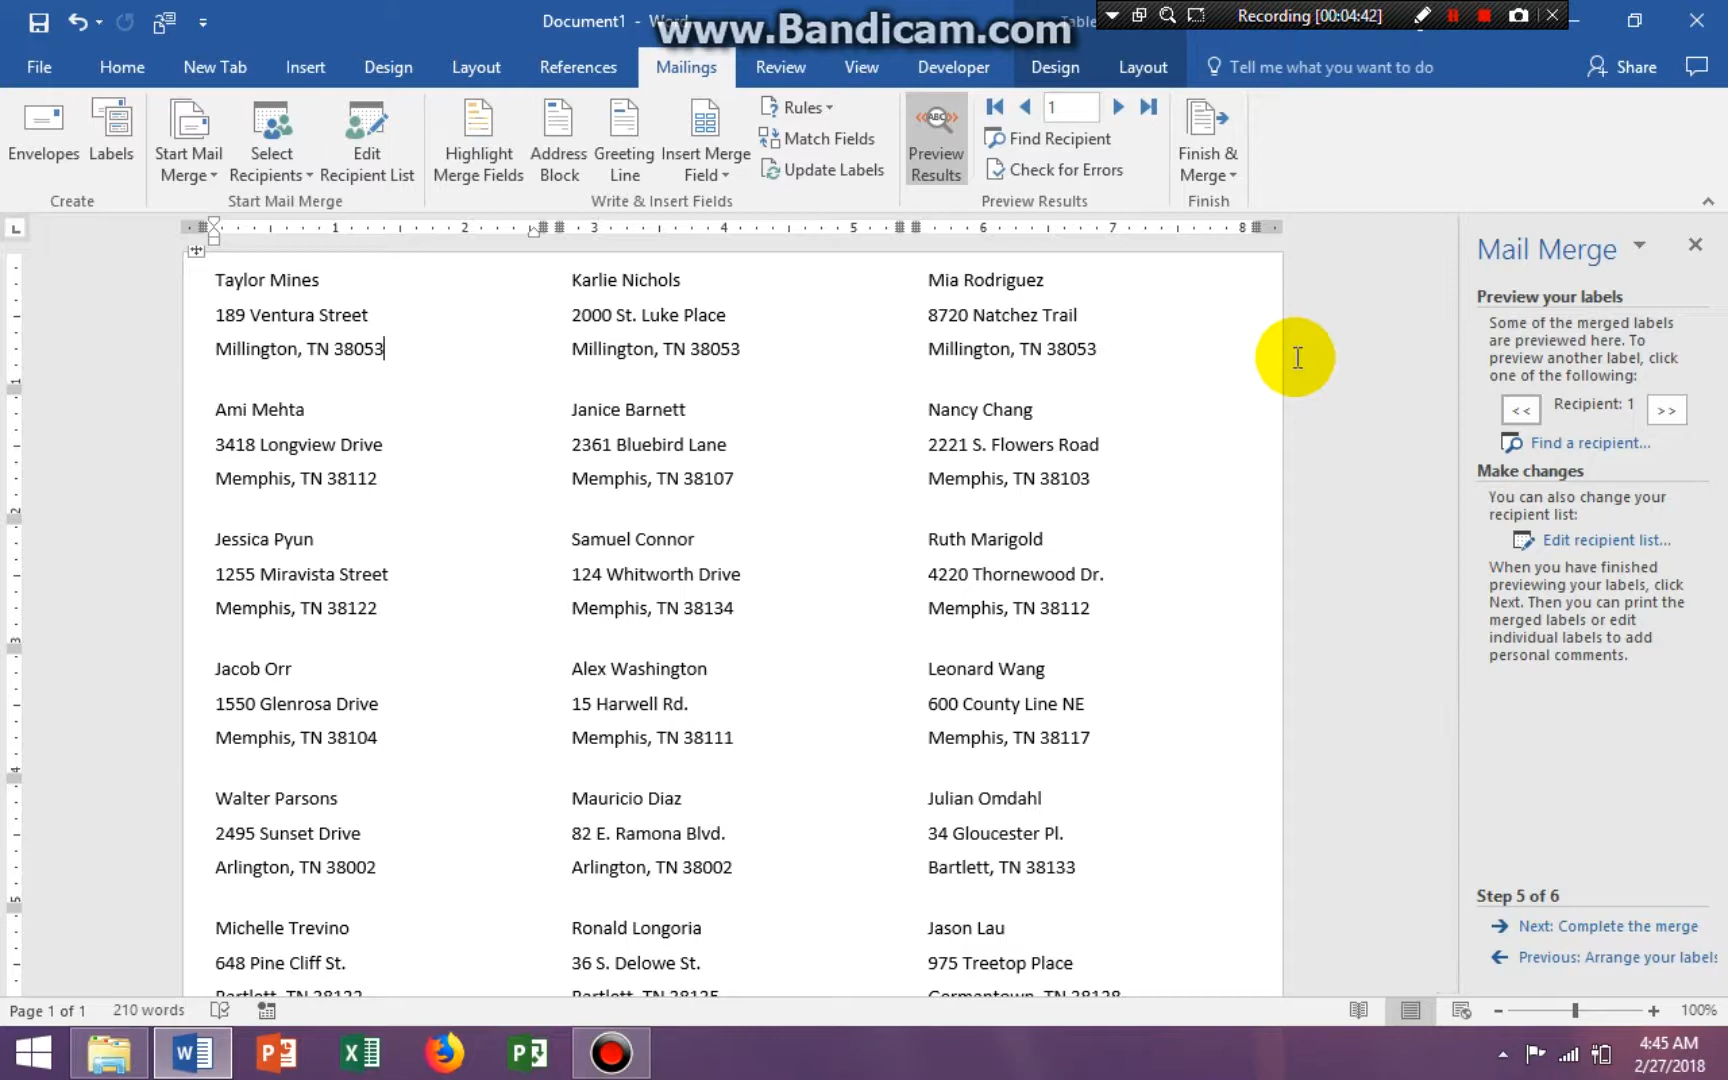 Document1 - Word
www.Bandicam.com
Recording [00:04:42]
File Home New Tab Insert Design Layout References Mailings Review View Developer Design Layout Tell me what you want to do Share
Envelopes
Labels
Create
Start Mail Merge
Select Recipients
Edit Recipient List
Start Mail Merge
Highlight Merge Fields
Address Block
Greeting Line
Insert Merge Field
Rules
Match Fields
Update Labels
Write & Insert Fields
ABC
Preview Results
1
Find Recipient
Check for Errors
Preview Results
Finish & Merge
Finish
L
1 2 3 4 5 6 7 8
Taylor Mines
189 Ventura Street
Millington, TN 38053
Karlie Nichols
2000 St. Luke Place
Millington, TN 38053
Mia Rodriguez
8720 Natchez Trail
Millington, TN 38053
Ami Mehta
3418 Longview Drive
Memphis, TN 38112
Janice Barnett
2361 Bluebird Lane
Memphis, TN 38107
Nancy Chang
2221 S. Flowers Road
Memphis, TN 38103
Jessica Pyun
1255 Miravista Street
Memphis, TN 38122
Samuel Connor
124 Whitworth Drive
Memphis, TN 38134
Ruth Marigold
4220 Thornewood Dr.
Memphis, TN 38112
Jacob Orr
1550 Glenrosa Drive
Memphis, TN 38104
Alex Washington
15 Harwell Rd.
Memphis, TN 38111
Leonard Wang
600 County Line NE
Memphis, TN 38117
Walter Parsons
2495 Sunset Drive
Arlington, TN 38002
Mauricio Diaz
82 E. Ramona Blvd.
Arlington, TN 38002
Julian Omdahl
34 Gloucester Pl.
Bartlett, TN 38133
Michelle Trevino
648 Pine Cliff St.
Ronald Longoria
36 S. Delowe St.
Jason Lau
975 Treetop Place
Mail Merge
Preview your labels
Some of the merged labels
are previewed here. To
preview another label, click
one of the following:
<< Recipient: 1 >>
Find a recipient...
Make changes
You can also change your
recipient list:
Edit recipient list...
When you have finished
previewing your labels, click
Next. Then you can print the
merged labels or edit
individual labels to add
personal comments.
Step 5 of 6
Next: Complete the merge
Previous: Arrange your labels
Page 1 of 1 210 words
100%
4:45 AM
2/27/2018